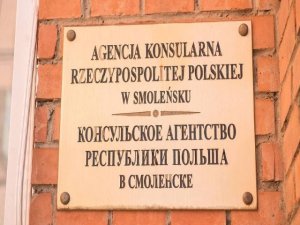 AGENCJA KONSULARNA
RZECZYPOSPOLITEJ POLSKIEJ
W SMOLEŃSKU
КОНСУЛЬСКОЕ АГЕНТСТВО
РЕСПУБЛИКИ ПОЛЬША
В СМОЛЕНСКЕ